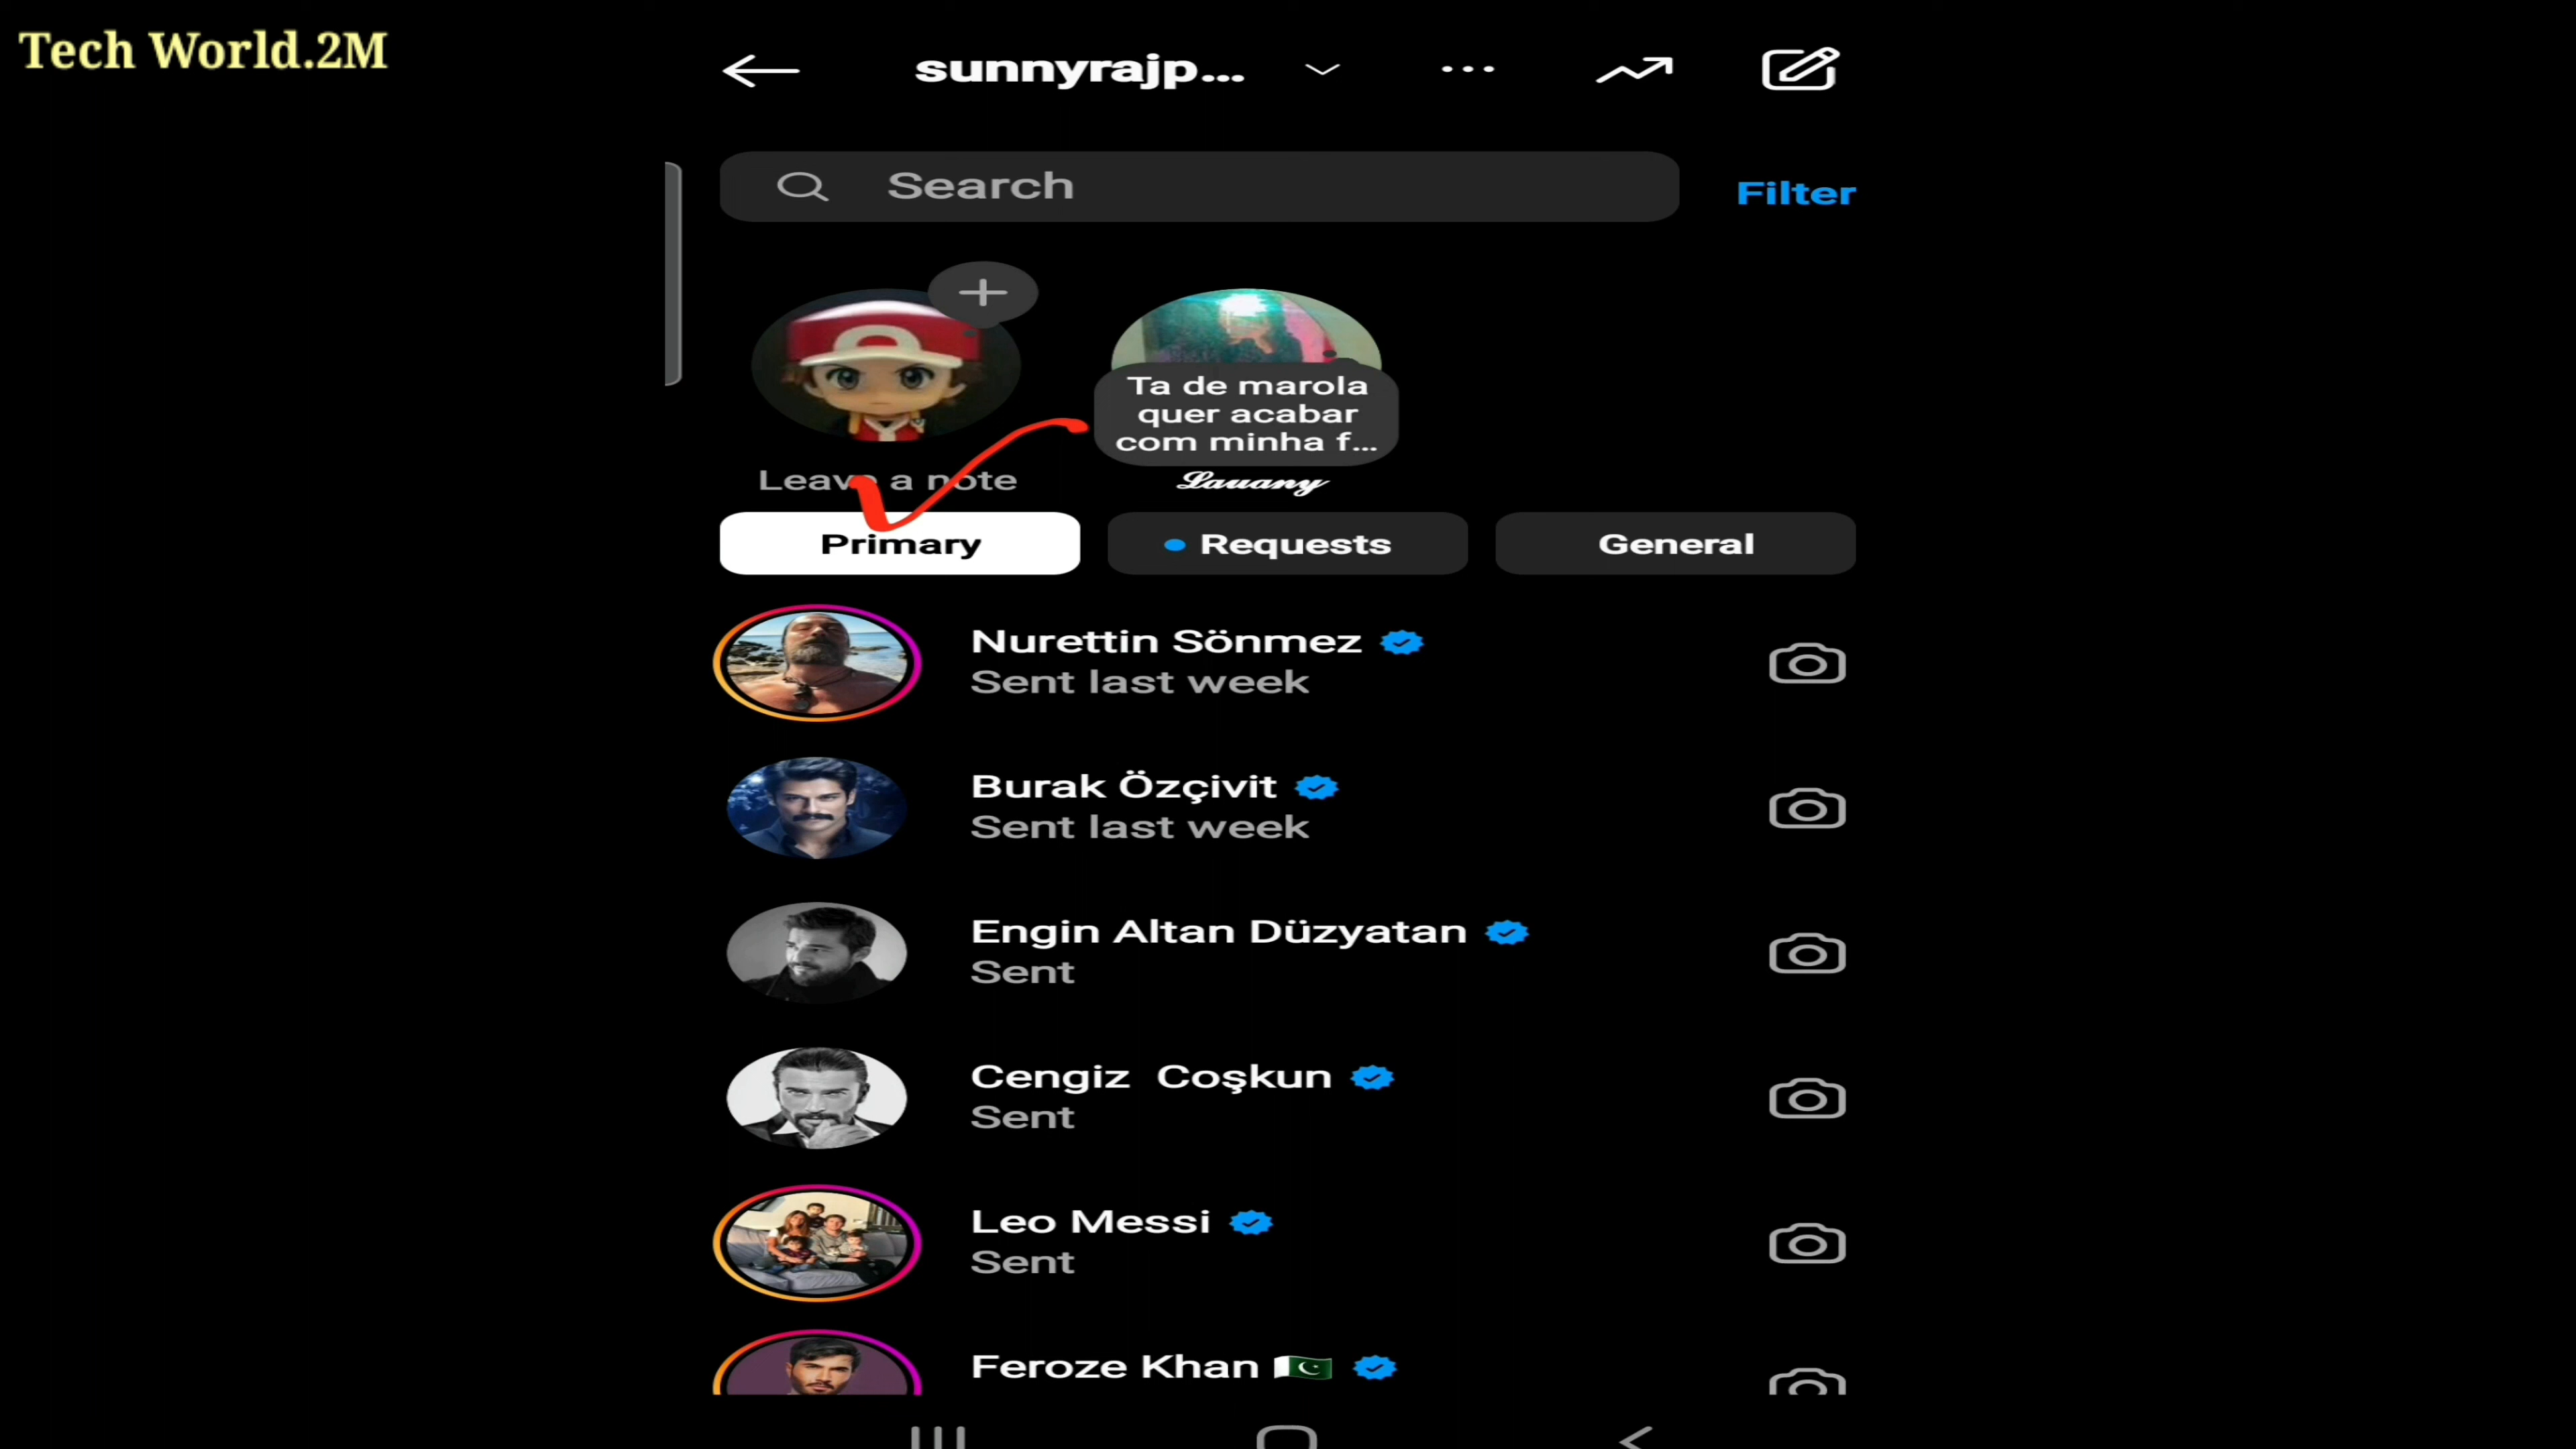 Tech World.2M
sunnyrajp...
Search
Filter
Ta de marola
quer acabar
com minha f...
Leave a note
Lauany
Primary
Requests
General
Nurettin Sönmez
Sent last week
Burak Özçivit
Sent last week
Engin Altan Düzyatan
Sent
Cengiz Coşkun
Sent
Leo Messi
Sent
Feroze Khan 🇵🇰